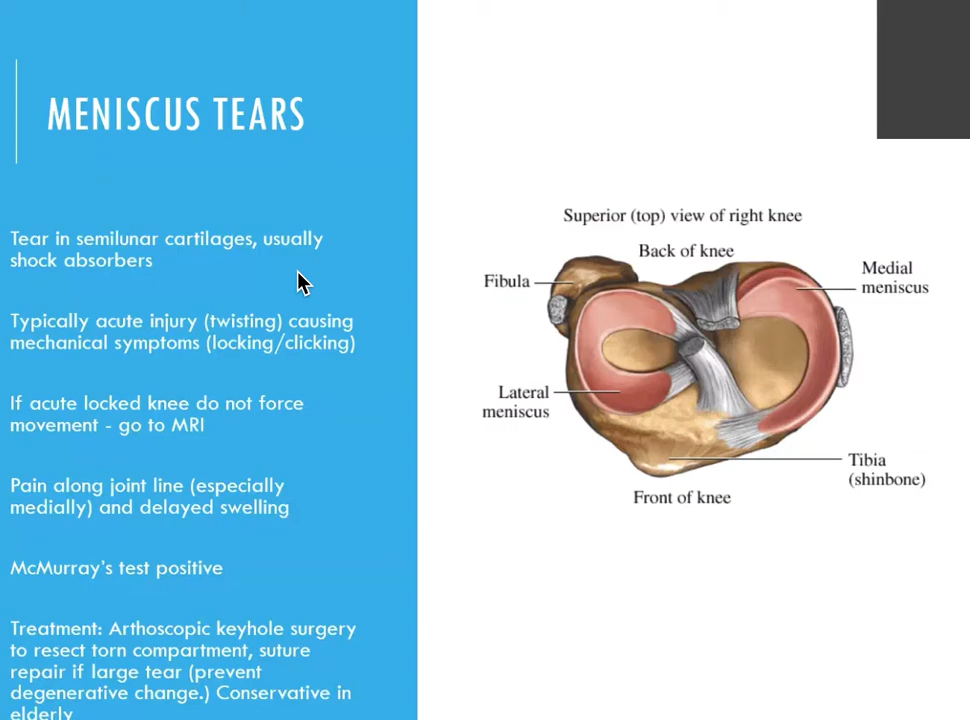 MENISCUS TEARS
Tear in semilunar cartilages, usually
shock absorbers
Typically acute injury (twisting) causing
mechanical symptoms (locking/clicking)
If acute locked knee do not force
movement - go to MRI
Pain along joint line (especially
medially) and delayed swelling
McMurray's test positive
Treatment: Arthoscopic keyhole surgery
to resect torn compartment, suture
repair if large tear (prevent
degenerative change.) Conservative in
elderly
Superior (top) view of right knee
Back of knee
Fibula
Medial
meniscus
Lateral
meniscus
Tibia
(shinbone)
Front of knee